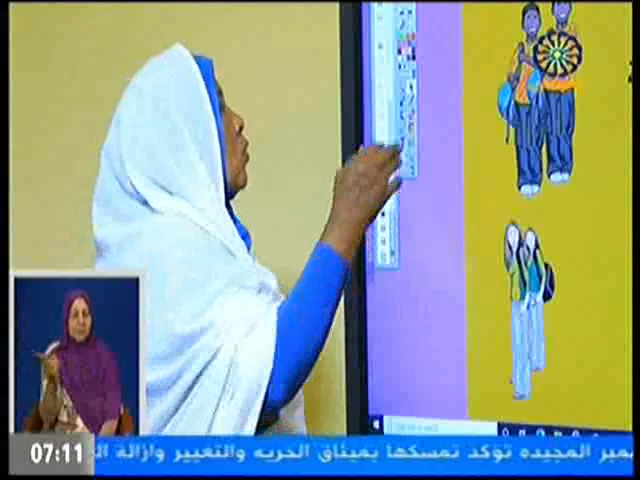 07:11
المجيده تؤكد تمسكها بميثاق الحريه والتغيير وازالة